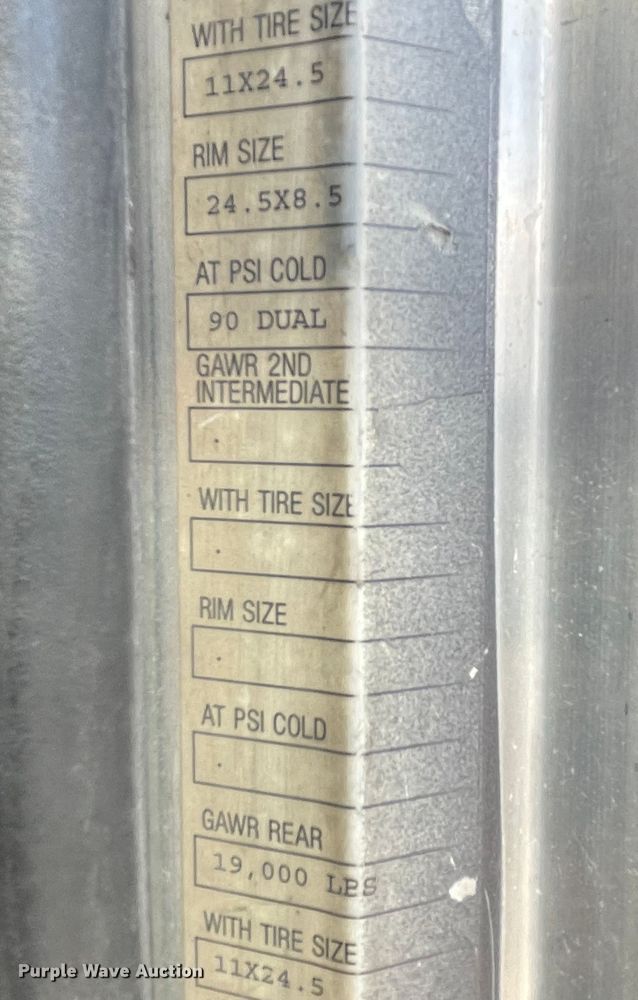 WITH TIRE SIZE
11X24.5
RIM SIZE
24.5X8.5
AT PSI COLD
90 DUAL
GAWR 2ND
INTERMEDIATE
.
WITH TIRE SIZE
.
RIM SIZE
.
AT PSI COLD
.
GAWR REAR
19,000 LBS
WITH TIRE SIZE
11X24.5
Purple Wave Auction